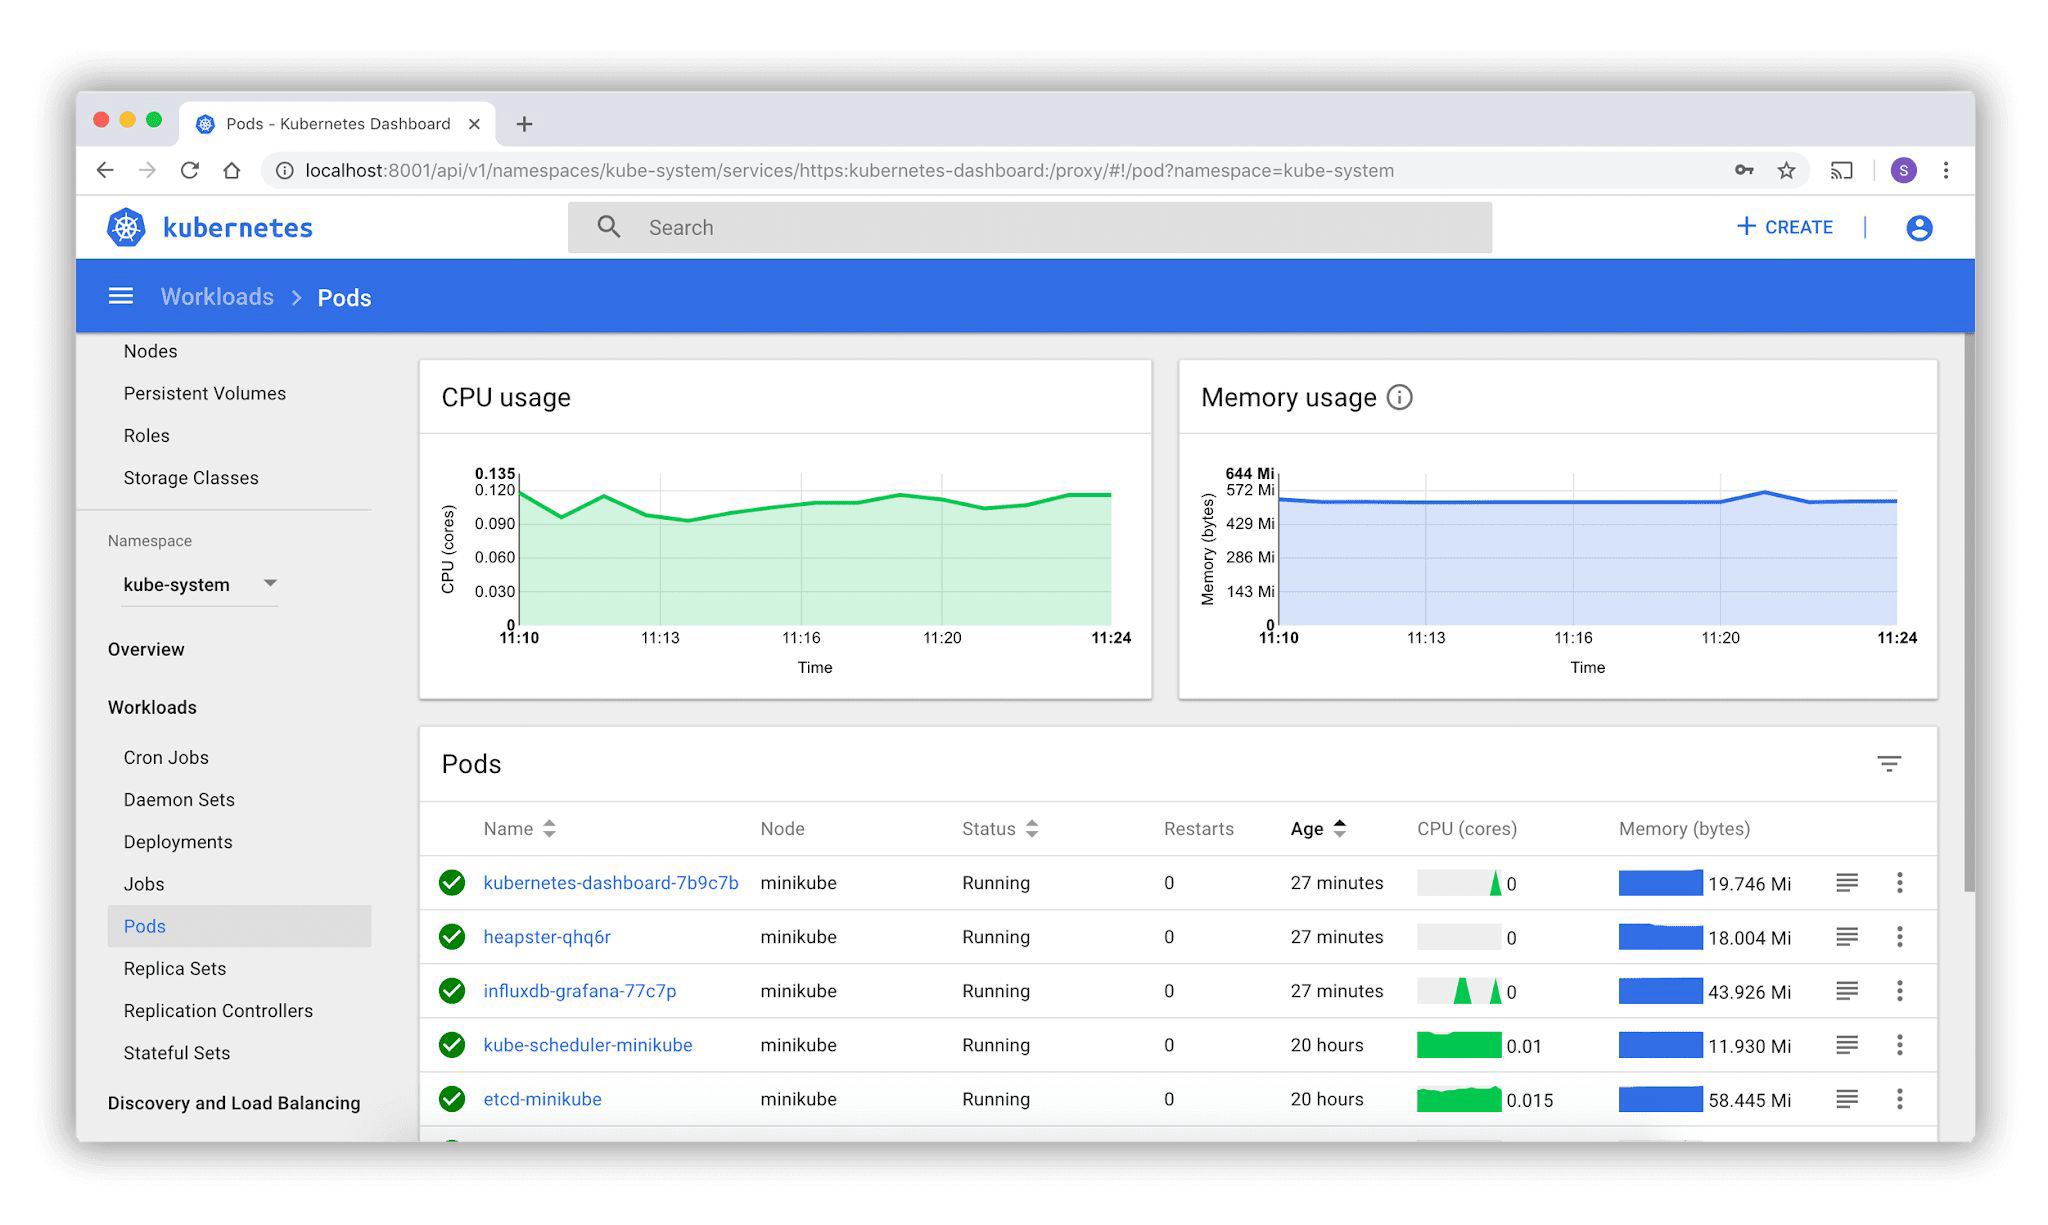 Pods - Kubernetes Dashboard
localhost:8001/api/v1/namespaces/kube-system/services/https:kubernetes-dashboard:/proxy/#!/pod?namespace=kube-system
S
kubernetes
Search
CREATE
Workloads > Pods
Nodes
Persistent Volumes
Roles
Storage Classes
Namespace
kube-system
Overview
Workloads
Cron Jobs
Daemon Sets
Deployments
Jobs
Pods
Replica Sets
Replication Controllers
Stateful Sets
Discovery and Load Balancing
CPU usage
CPU (cores)
0.135
0.120
0.090
0.060
0.030
0
11:10 11:13 11:16 11:20 11:24
Time
Memory usage
Memory (bytes)
644 Mi
572 Mi
429 Mi
286 Mi
143 Mi
0
11:10 11:13 11:16 11:20 11:24
Time
Pods
Name Node Status Restarts Age CPU (cores) Memory (bytes)
kubernetes-dashboard-7b9c7b minikube Running 0 27 minutes 0 19.746 Mi
heapster-qhq6r minikube Running 0 27 minutes 0 18.004 Mi
influxdb-grafana-77c7p minikube Running 0 27 minutes 0 43.926 Mi
kube-scheduler-minikube minikube Running 0 20 hours 0.01 11.930 Mi
etcd-minikube minikube Running 0 20 hours 0.015 58.445 Mi